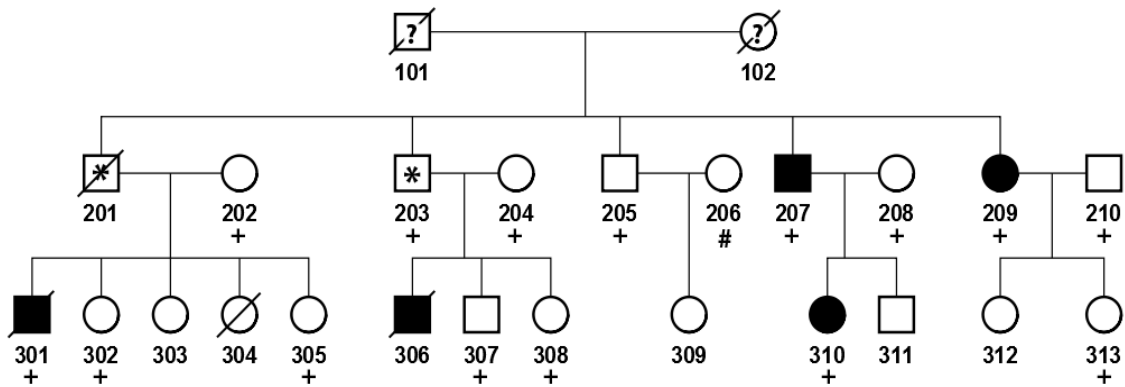 ? ?
101 102
* *
201 202 203 204 205 206 207 208 209 210
+ + + + # + + + +
301 302 303 304 305 306 307 308 309 310 311 312 313
+ + + + + + + +